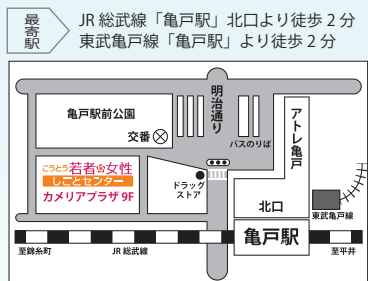 最寄駅
JR 総武線「亀戸駅」北口より徒歩 2 分
東武亀戸線「亀戸駅」より徒歩 2 分
亀戸駅前公園
交番
明治通り
バスのりば
アトレ亀戸
こうとう若者の女性
しごとセンター
カメリアプラザ 9F
ドラッグ
ストア
北口
東武亀戸線
亀戸駅
至錦糸町
JR 総武線
至平井